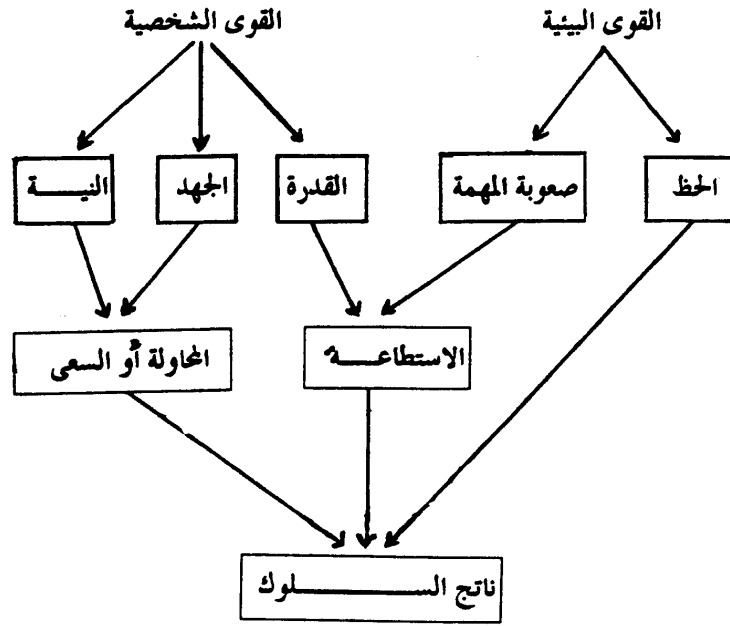 القوى البيئية
القوى الشخصية
الحظ
صعوبة المهمة
القدرة
الجهد
النية
الاستطاعة
المحاولة أو السعى
ناتج السلوك